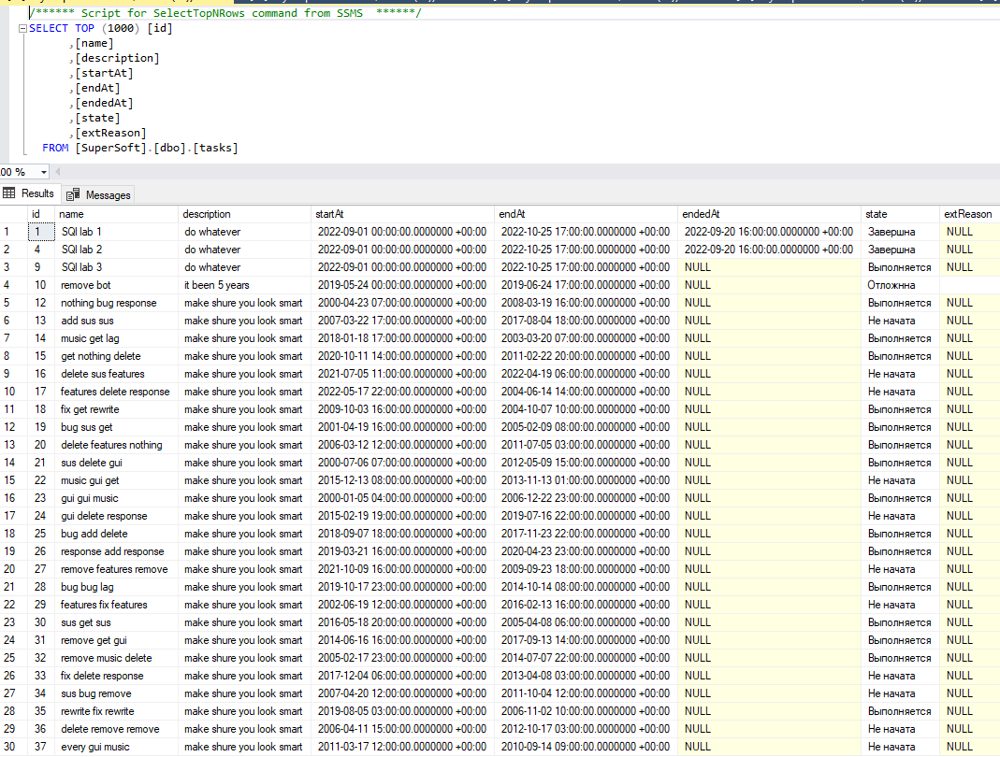 /****** Script for SelectTopNRows command from SSMS  ******/
SELECT TOP (1000) [id]
,[name]
,[description]
,[startAt]
,[endAt]
,[endedAt]
,[state]
,[extReason]
FROM [SuperSoft].[dbo].[tasks]
00 %
Results Messages
id name description startAt endAt endedAt state extReason
1 1 SQl lab 1 do whatever 2022-09-01 00:00:00.0000000 +00:00 2022-10-25 17:00:00.0000000 +00:00 2022-09-20 16:00:00.0000000 +00:00 Завершна NULL
2 4 SQl lab 2 do whatever 2022-09-01 00:00:00.0000000 +00:00 2022-10-25 17:00:00.0000000 +00:00 2022-09-20 16:00:00.0000000 +00:00 Завершна NULL
3 9 SQl lab 3 do whatever 2022-09-01 00:00:00.0000000 +00:00 2022-10-25 17:00:00.0000000 +00:00 NULL Выполняется NULL
4 10 remove bot it been 5 years 2019-05-24 00:00:00.0000000 +00:00 2019-06-24 17:00:00.0000000 +00:00 NULL Отложнна
5 12 nothing bug response make shure you look smart 2000-04-23 07:00:00.0000000 +00:00 2008-03-19 16:00:00.0000000 +00:00 NULL Выполняется NULL
6 13 add sus sus make shure you look smart 2007-03-22 17:00:00.0000000 +00:00 2017-08-04 18:00:00.0000000 +00:00 NULL Не начата NULL
7 14 music get lag make shure you look smart 2018-01-18 17:00:00.0000000 +00:00 2003-03-20 07:00:00.0000000 +00:00 NULL Выполняется NULL
8 15 get nothing delete make shure you look smart 2020-10-11 14:00:00.0000000 +00:00 2011-02-22 20:00:00.0000000 +00:00 NULL Выполняется NULL
9 16 delete sus features make shure you look smart 2021-07-05 11:00:00.0000000 +00:00 2022-04-19 06:00:00.0000000 +00:00 NULL Не начата NULL
10 17 features delete response make shure you look smart 2022-05-17 22:00:00.0000000 +00:00 2004-06-14 14:00:00.0000000 +00:00 NULL Не начата NULL
11 18 fix get rewrite make shure you look smart 2009-10-03 16:00:00.0000000 +00:00 2004-10-07 10:00:00.0000000 +00:00 NULL Выполняется NULL
12 19 bug sus get make shure you look smart 2001-04-19 16:00:00.0000000 +00:00 2005-02-09 08:00:00.0000000 +00:00 NULL Выполняется NULL
13 20 delete features nothing make shure you look smart 2006-03-12 12:00:00.0000000 +00:00 2011-07-05 03:00:00.0000000 +00:00 NULL Выполняется NULL
14 21 sus delete gui make shure you look smart 2000-07-06 07:00:00.0000000 +00:00 2012-05-09 15:00:00.0000000 +00:00 NULL Выполняется NULL
15 22 music gui get make shure you look smart 2015-12-13 08:00:00.0000000 +00:00 2013-11-13 01:00:00.0000000 +00:00 NULL Не начата NULL
16 23 gui gui music make shure you look smart 2000-01-05 04:00:00.0000000 +00:00 2006-12-22 23:00:00.0000000 +00:00 NULL Выполняется NULL
17 24 gui delete response make shure you look smart 2015-02-19 19:00:00.0000000 +00:00 2019-07-16 22:00:00.0000000 +00:00 NULL Не начата NULL
18 25 bug add delete make shure you look smart 2018-09-07 18:00:00.0000000 +00:00 2017-11-23 22:00:00.0000000 +00:00 NULL Выполняется NULL
19 26 response add response make shure you look smart 2019-03-21 16:00:00.0000000 +00:00 2020-04-23 23:00:00.0000000 +00:00 NULL Выполняется NULL
20 27 remove features remove make shure you look smart 2021-10-09 16:00:00.0000000 +00:00 2009-09-23 18:00:00.0000000 +00:00 NULL Не начата NULL
21 28 bug bug lag make shure you look smart 2019-10-17 23:00:00.0000000 +00:00 2014-10-14 08:00:00.0000000 +00:00 NULL Выполняется NULL
22 29 features fix features make shure you look smart 2002-06-19 12:00:00.0000000 +00:00 2016-02-13 16:00:00.0000000 +00:00 NULL Не начата NULL
23 30 sus get sus make shure you look smart 2016-05-18 20:00:00.0000000 +00:00 2005-04-08 06:00:00.0000000 +00:00 NULL Выполняется NULL
24 31 remove get gui make shure you look smart 2014-06-16 16:00:00.0000000 +00:00 2017-09-13 14:00:00.0000000 +00:00 NULL Выполняется NULL
25 32 remove music delete make shure you look smart 2005-02-17 23:00:00.0000000 +00:00 2014-07-07 22:00:00.0000000 +00:00 NULL Выполняется NULL
26 33 fix delete response make shure you look smart 2017-12-04 06:00:00.0000000 +00:00 2013-04-08 03:00:00.0000000 +00:00 NULL Не начата NULL
27 34 sus bug remove make shure you look smart 2007-04-20 12:00:00.0000000 +00:00 2011-10-04 12:00:00.0000000 +00:00 NULL Не начата NULL
28 35 rewrite fix rewrite make shure you look smart 2019-08-05 03:00:00.0000000 +00:00 2006-11-02 10:00:00.0000000 +00:00 NULL Выполняется NULL
29 36 delete remove remove make shure you look smart 2006-04-11 15:00:00.0000000 +00:00 2012-10-17 03:00:00.0000000 +00:00 NULL Не начата NULL
30 37 every gui music make shure you look smart 2011-03-17 12:00:00.0000000 +00:00 2010-09-14 09:00:00.0000000 +00:00 NULL Не начата NULL